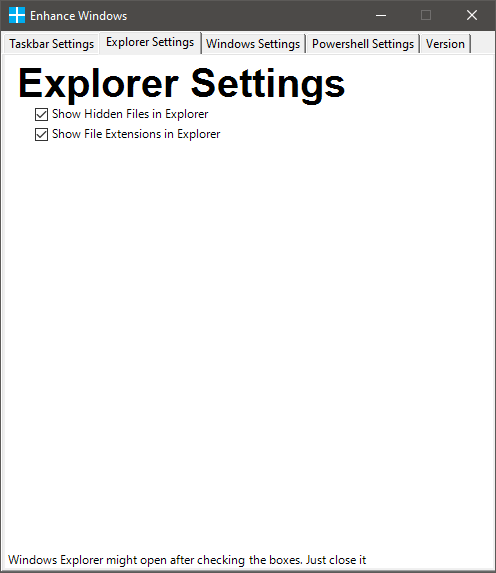 Enhance Windows
Taskbar Settings Explorer Settings Windows Settings Powershell Settings Version
Explorer Settings
Show Hidden Files in Explorer
Show File Extensions in Explorer
Windows Explorer might open after checking the boxes. Just close it